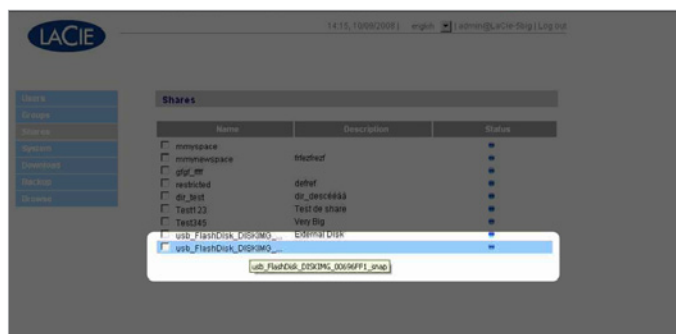 LACIE
14:15, 10/09/2008 | english | admin@LaCie-5big | Log out
Users
Groups
Shares
System
Download
Backup
Browse
Shares
Name Description Status
mmyspace
mmynewspace frfezfrezf
gfgf_ffff
restricted defref
dir_test dir_descéèàà
Test123 Test de share
Test345 Very Big
usb_FlashDisk_DISKIMG_... External Disk
usb_FlashDisk_DISKIMG_...
usb_FlashDisk_DISKIMG_00696FF1_snap